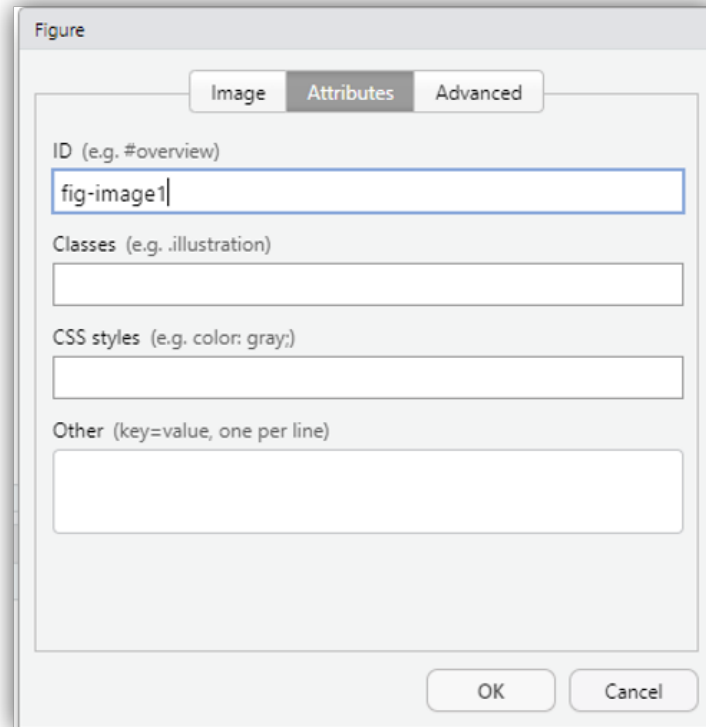 Figure
Image Attributes Advanced
ID (e.g. #overview)
fig-image1
Classes (e.g. .illustration)
CSS styles (e.g. color: gray;)
Other (key=value, one per line)
OK Cancel